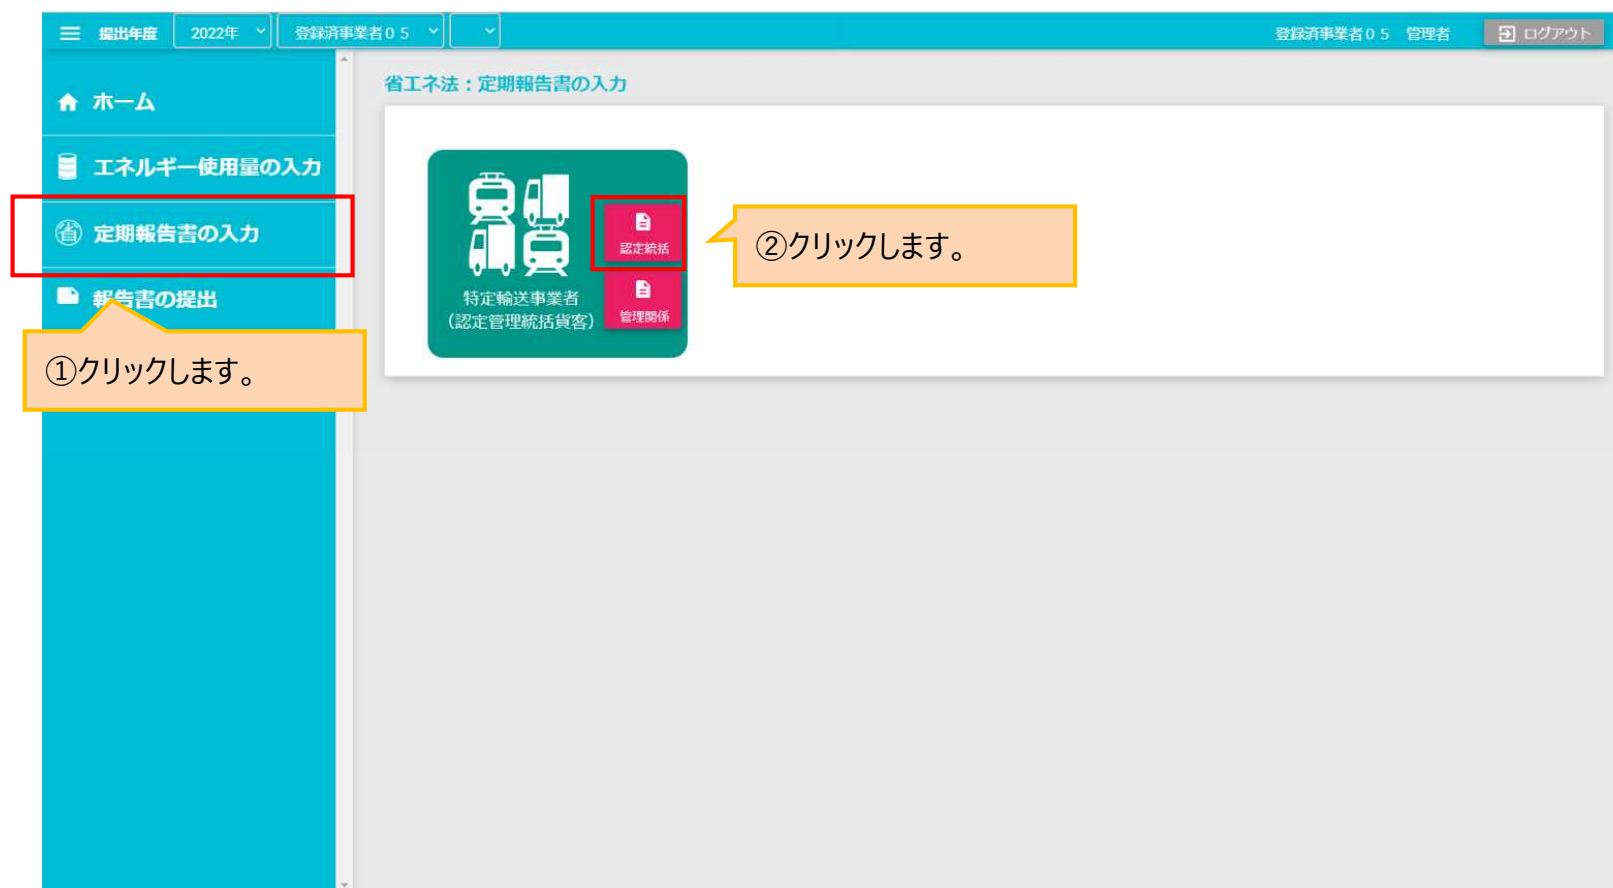 提出年度 2022年 登録済事業者05 登録済事業者05 管理者 ログアウト
省エネ法:定期報告書の入力
ホーム
エネルギー使用量の入力
定期報告書の入力
報告書の提出
①クリックします。
特定輸送事業者
(認定管理統括貨客)
認定統括
管理関係
②クリックします。